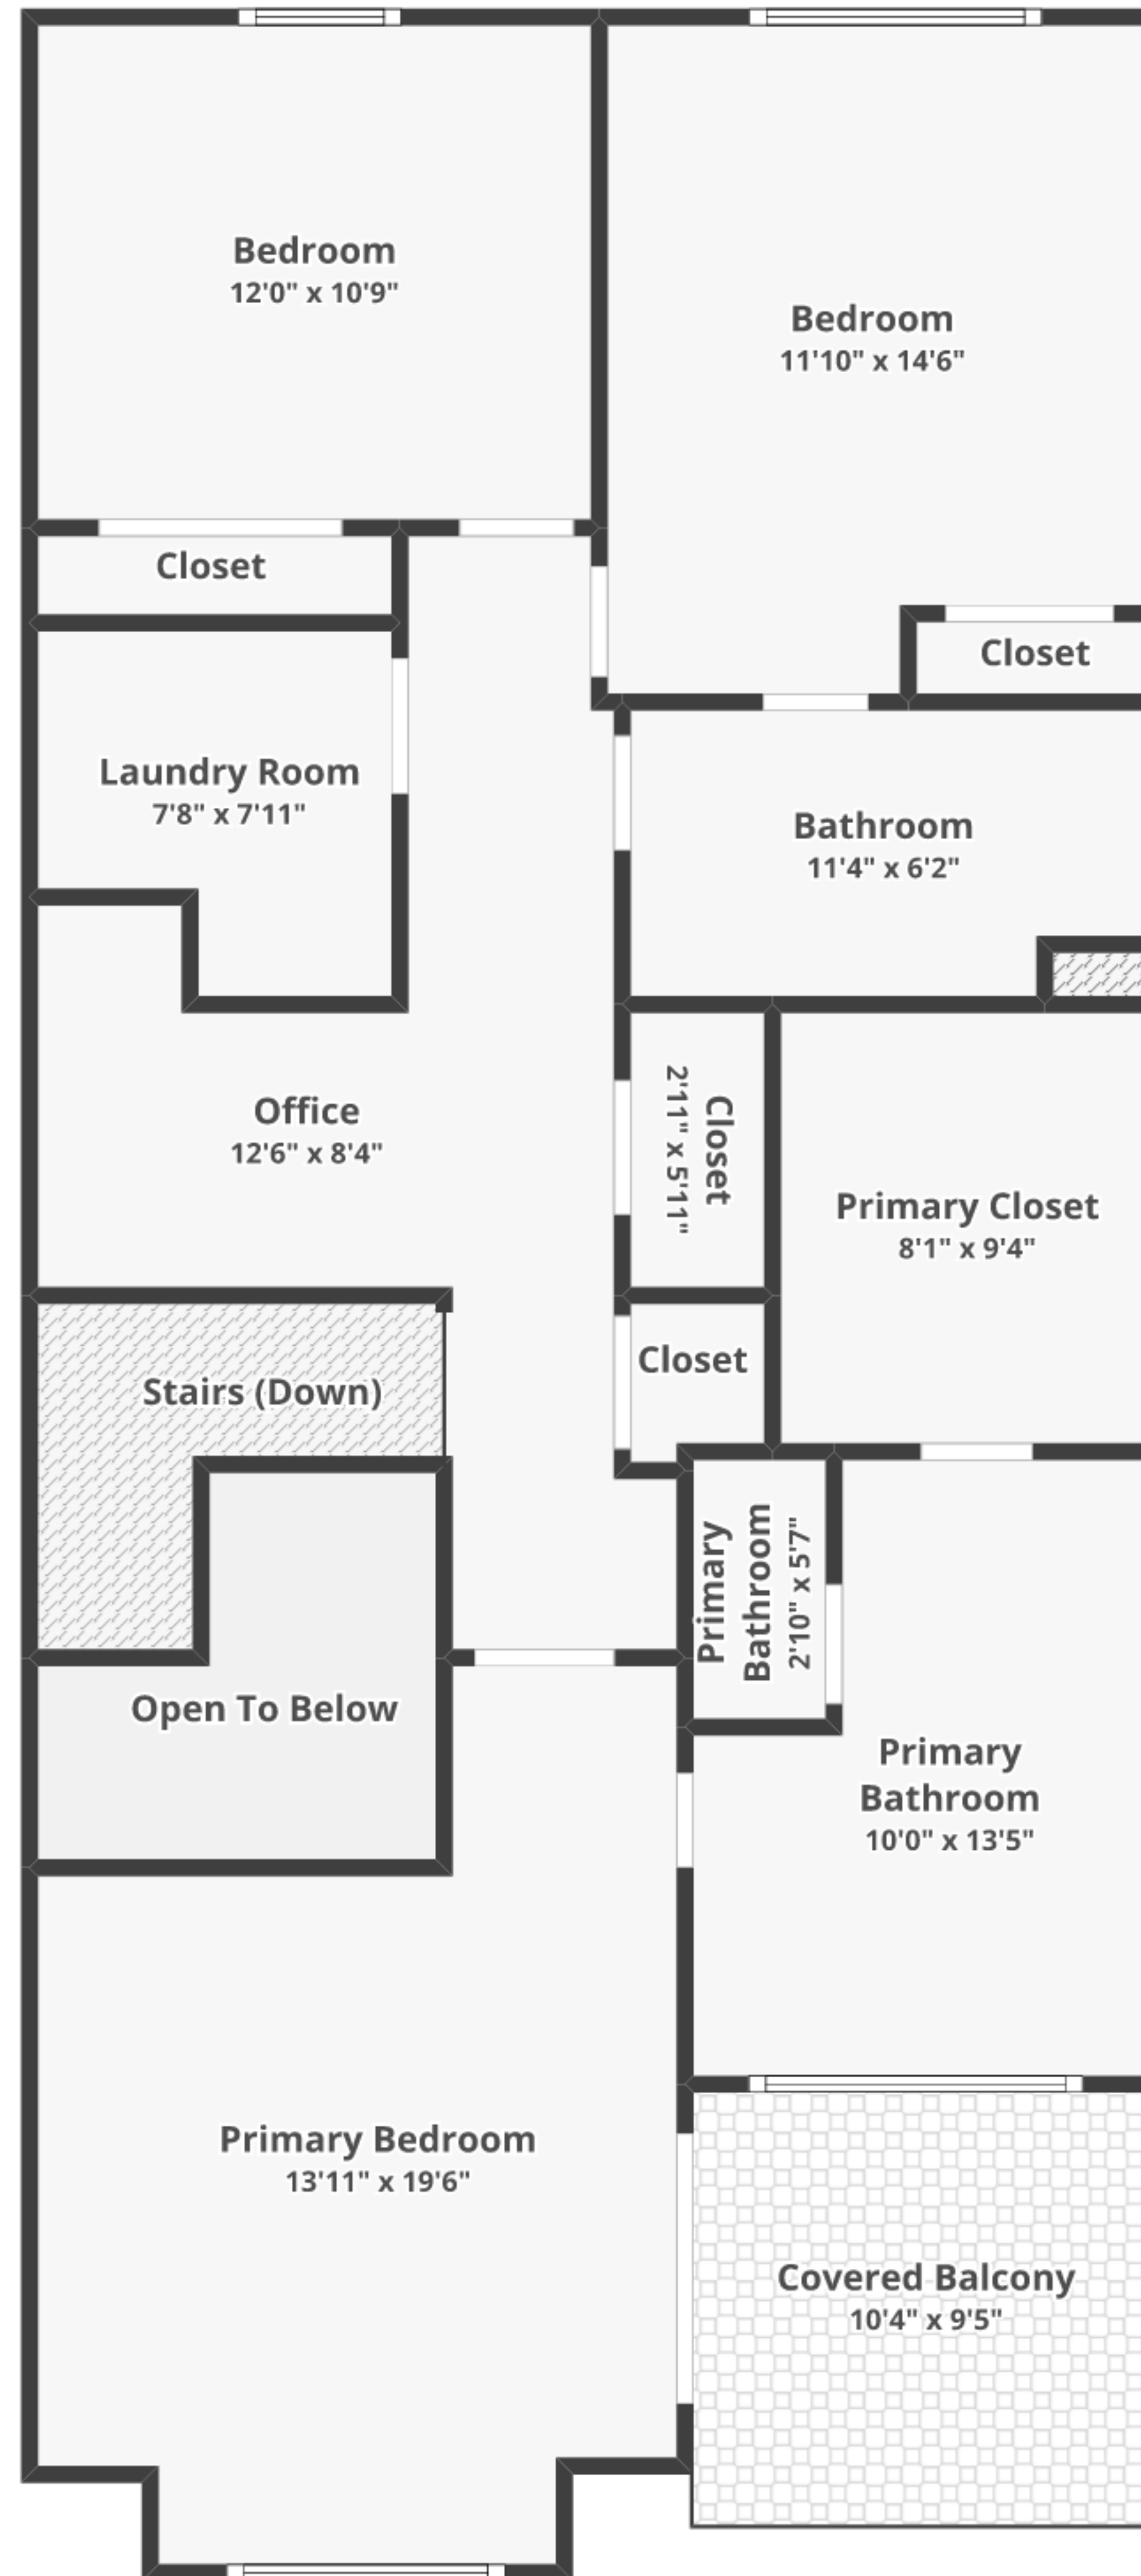 Bedroom
12'0" x 10'9"
Bedroom
11'10" x 14'6"
Closet
Closet
Laundry Room
7'8" x 7'11"
Bathroom
11'4" x 6'2"
Office
12'6" x 8'4"
Closet
2'11" x 5'11"
Primary Closet
8'1" x 9'4"
Closet
Stairs (Down)
Primary
Bathroom
2'10" x 5'7"
Open To Below
Primary
Bathroom
10'0" x 13'5"
Primary Bedroom
13'11" x 19'6"
Covered Balcony
10'4" x 9'5"